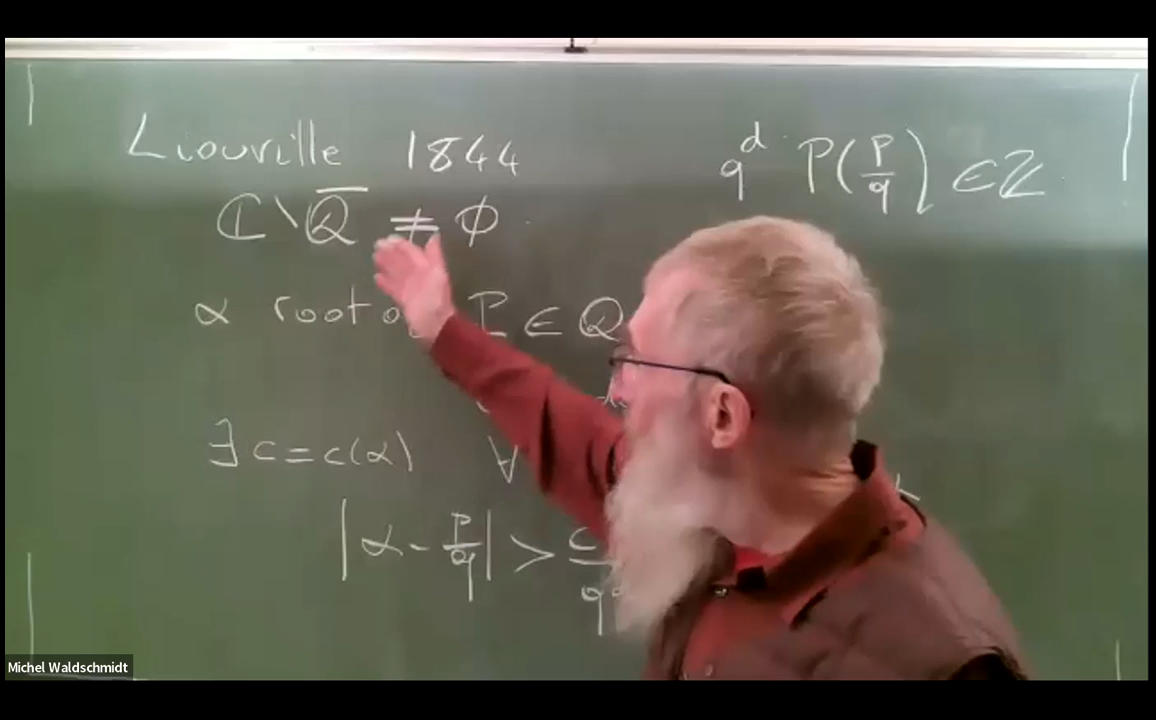 Liouville 1844
q^d P(p/q) ∈ ℤ
ℂ \ ℚ̅ ≠ ∅
α root P ∈ ℚ
∃ c = c(α) ∀
|α - p/q| > c/q
Michel Waldschmidt